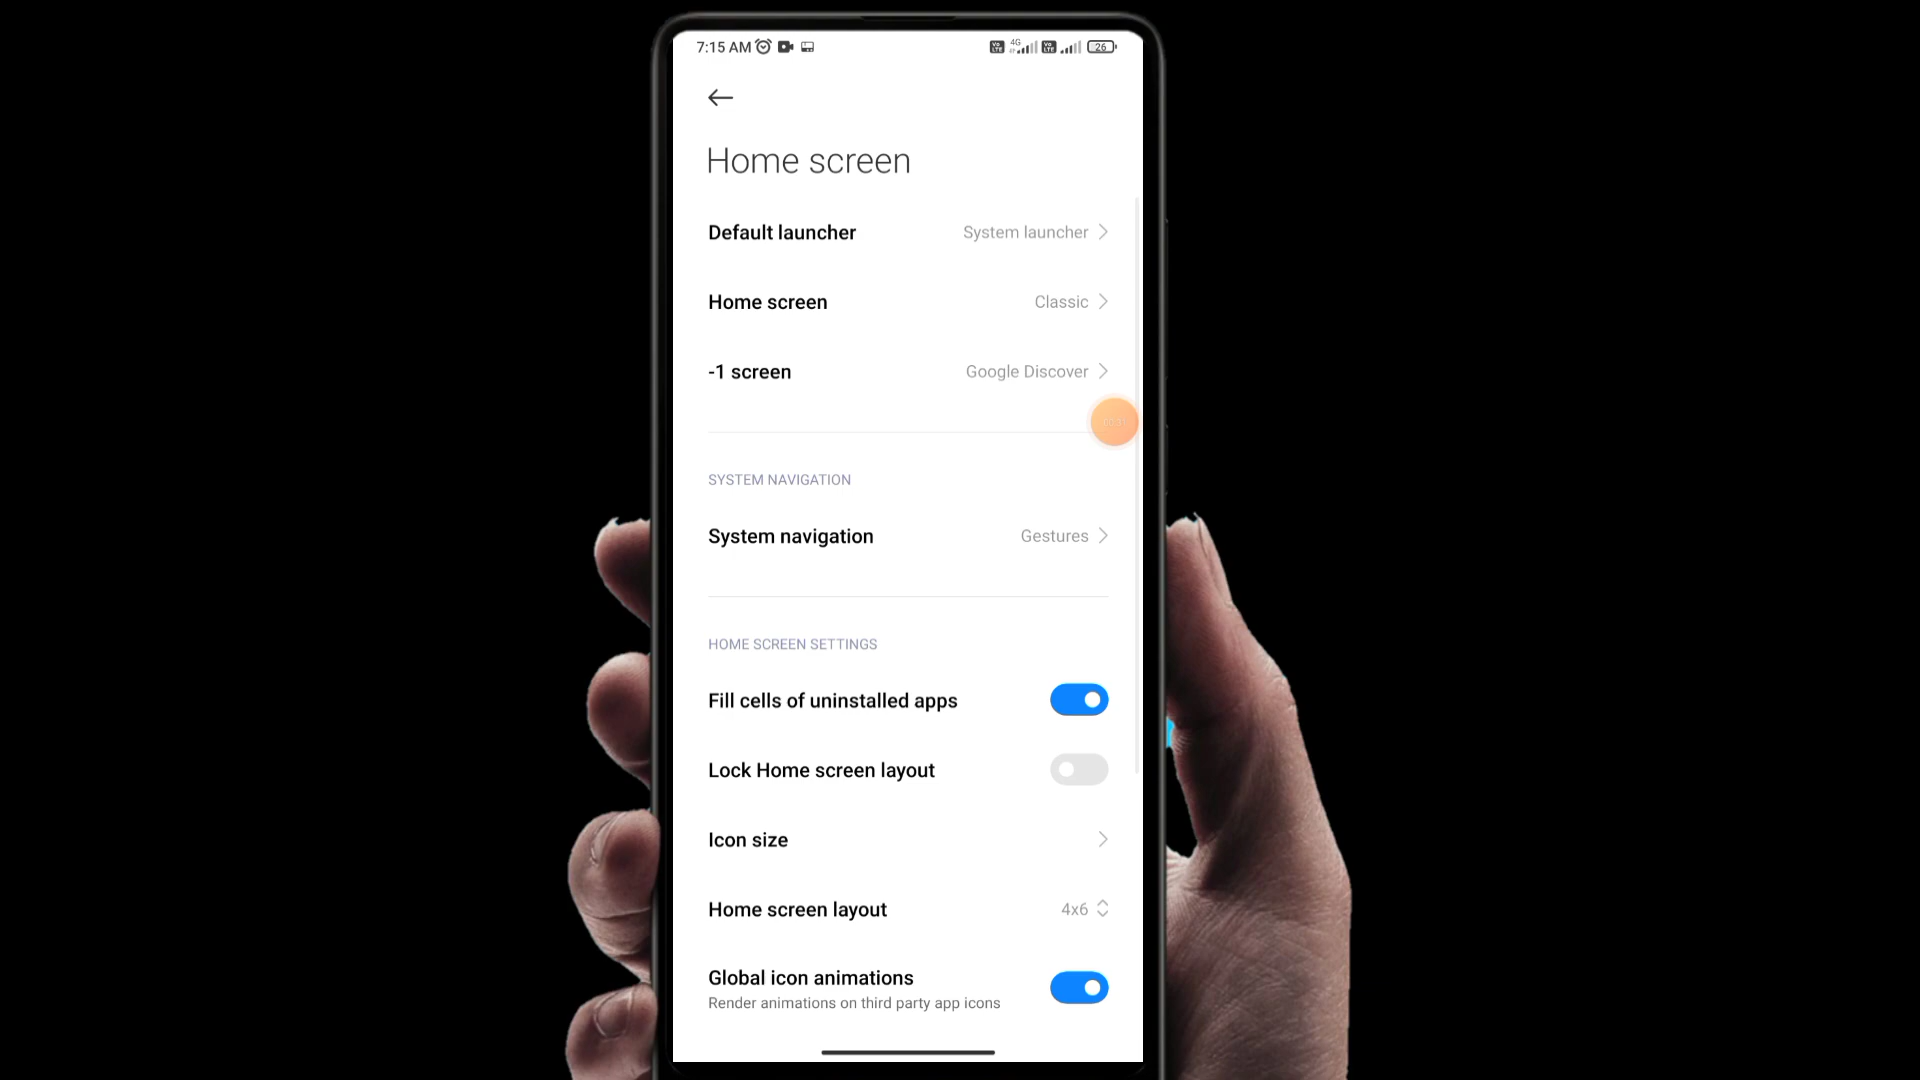 7:15 AM
4G
26
Home screen
Default launcher System launcher
Home screen Classic
-1 screen Google Discover
SYSTEM NAVIGATION
System navigation Gestures
HOME SCREEN SETTINGS
Fill cells of uninstalled apps
Lock Home screen layout
Icon size
Home screen layout 4x6
Global icon animations
Render animations on third party app icons